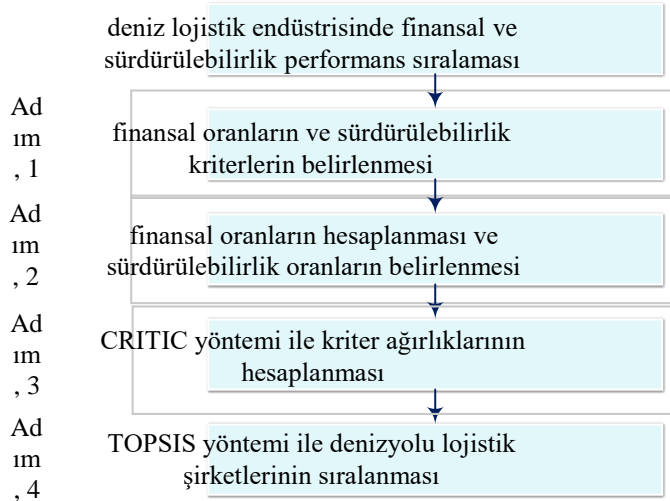 deniz lojistik endüstrisinde finansal ve
sürdürülebilirlik performans sıralaması
Ad
ım
, 1
finansal oranların ve sürdürülebilirlik
kriterlerin belirlenmesi
Ad
ım
, 2
finansal oranların hesaplanması ve
sürdürülebilirlik oranların belirlenmesi
Ad
ım
, 3
CRITIC yöntemi ile kriter ağırlıklarının
hesaplanması
Ad
ım
, 4
TOPSIS yöntemi ile denizyolu lojistik
şirketlerinin sıralanması